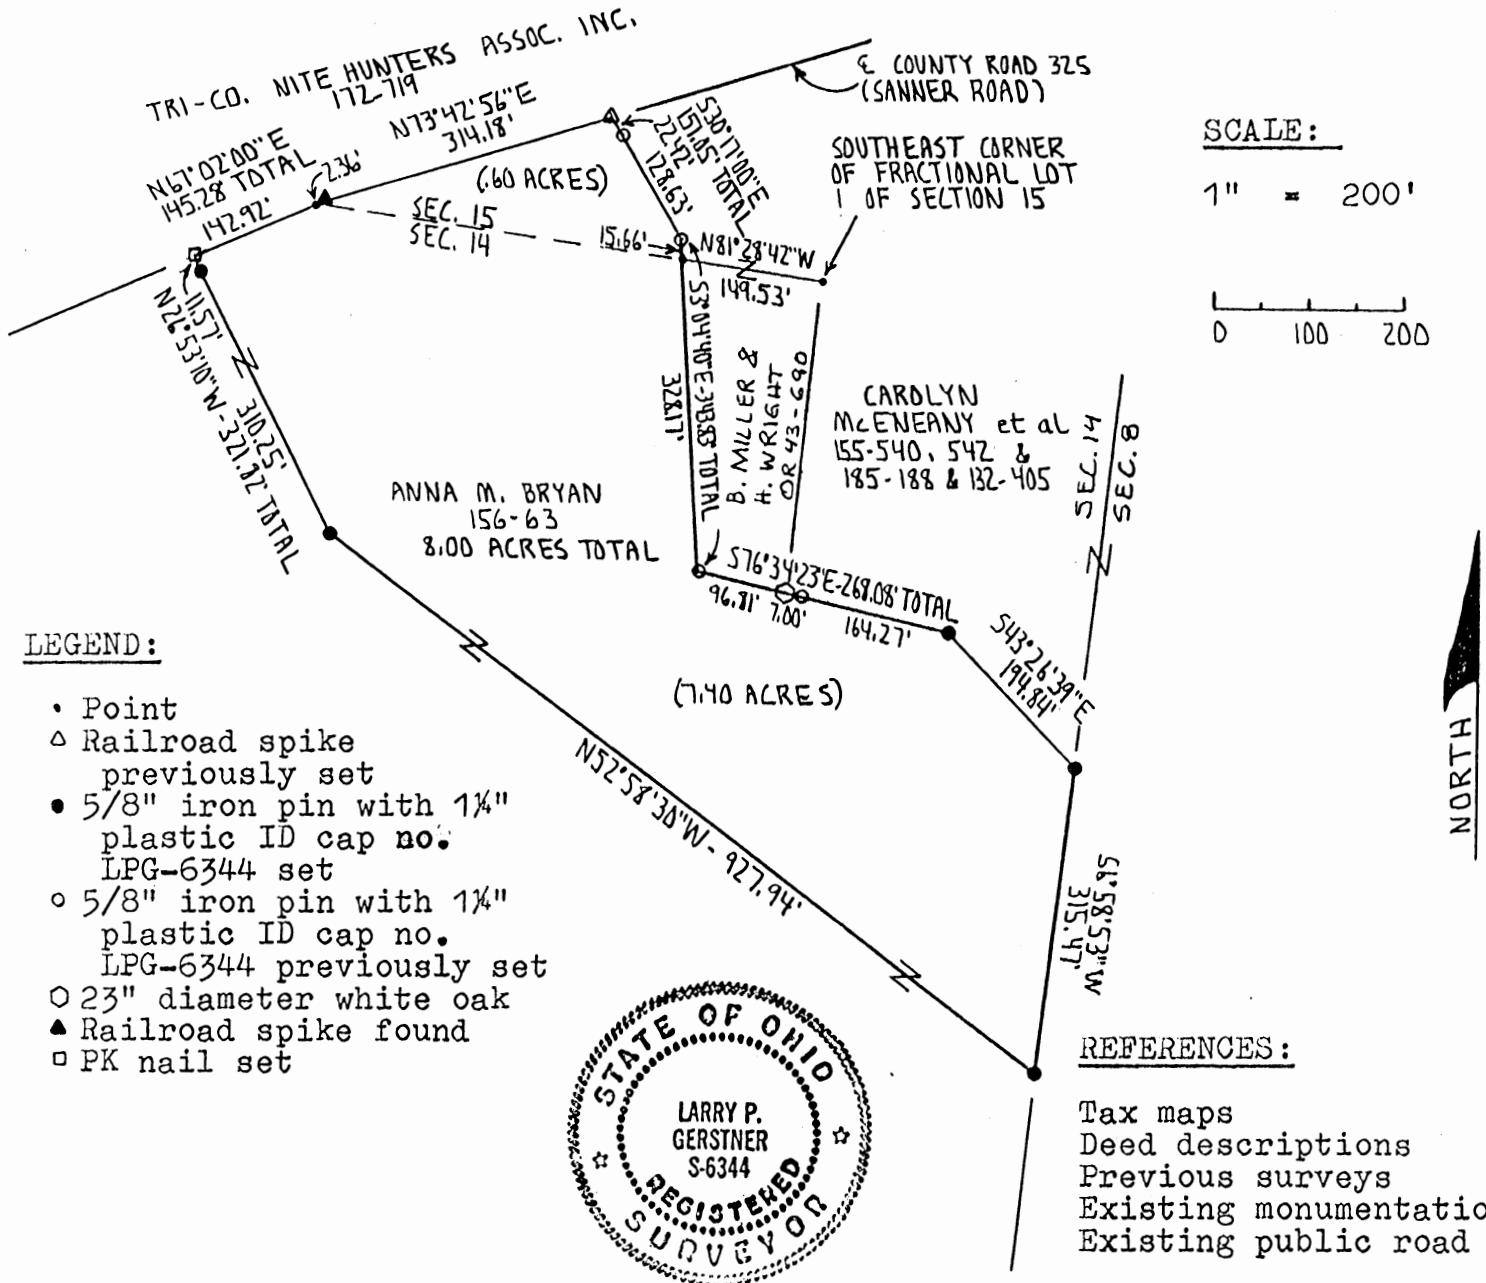 TRI-CO. NITE HUNTERS ASSOC. INC.
172-719
N67°02'00"E
145.28' TOTAL
142.92'
2.36'
N73°42'56"E
314.18'
(.60 ACRES)
SEC. 15
SEC. 14
S30°17'00"E
151.05' TOTAL
22.42'
128.63'
℄ COUNTY ROAD 325
(SANNER ROAD)
SOUTHEAST CORNER
OF FRACTIONAL LOT
1 OF SECTION 15
15.66'
N81°28'42"W
149.53'
SCALE:
1" = 200'
0 100 200
11.57'
310.25'
N26°53'10"W - 321.82' TOTAL
328.17'
S3°04'40"E-343.83' TOTAL
B. MILLER &
H. WRIGHT
OR 43-690
CAROLYN
McENEANY et al
155-540, 542 &
185-188 & 132-405
SEC. 14
SEC. 8
ANNA M. BRYAN
156-63
8.00 ACRES TOTAL
S76°34'23"E-268.08' TOTAL
96.81' 7.00' 164.27'
S43°26'39"E
194.84'
(7.40 ACRES)
N52°58'30"W - 927.94'
315.47'
NORTH
LEGEND:
Point
Railroad spike
previously set
5/8" iron pin with 1¼"
plastic ID cap no.
LPG-6344 set
5/8" iron pin with 1¼"
plastic ID cap no.
LPG-6344 previously set
23" diameter white oak
Railroad spike found
PK nail set
STATE OF OHIO
LARRY P.
GERSTNER
S-6344
REGISTERED
SURVEYOR
REFERENCES:
Tax maps
Deed descriptions
Previous surveys
Existing monumentatio
Existing public road